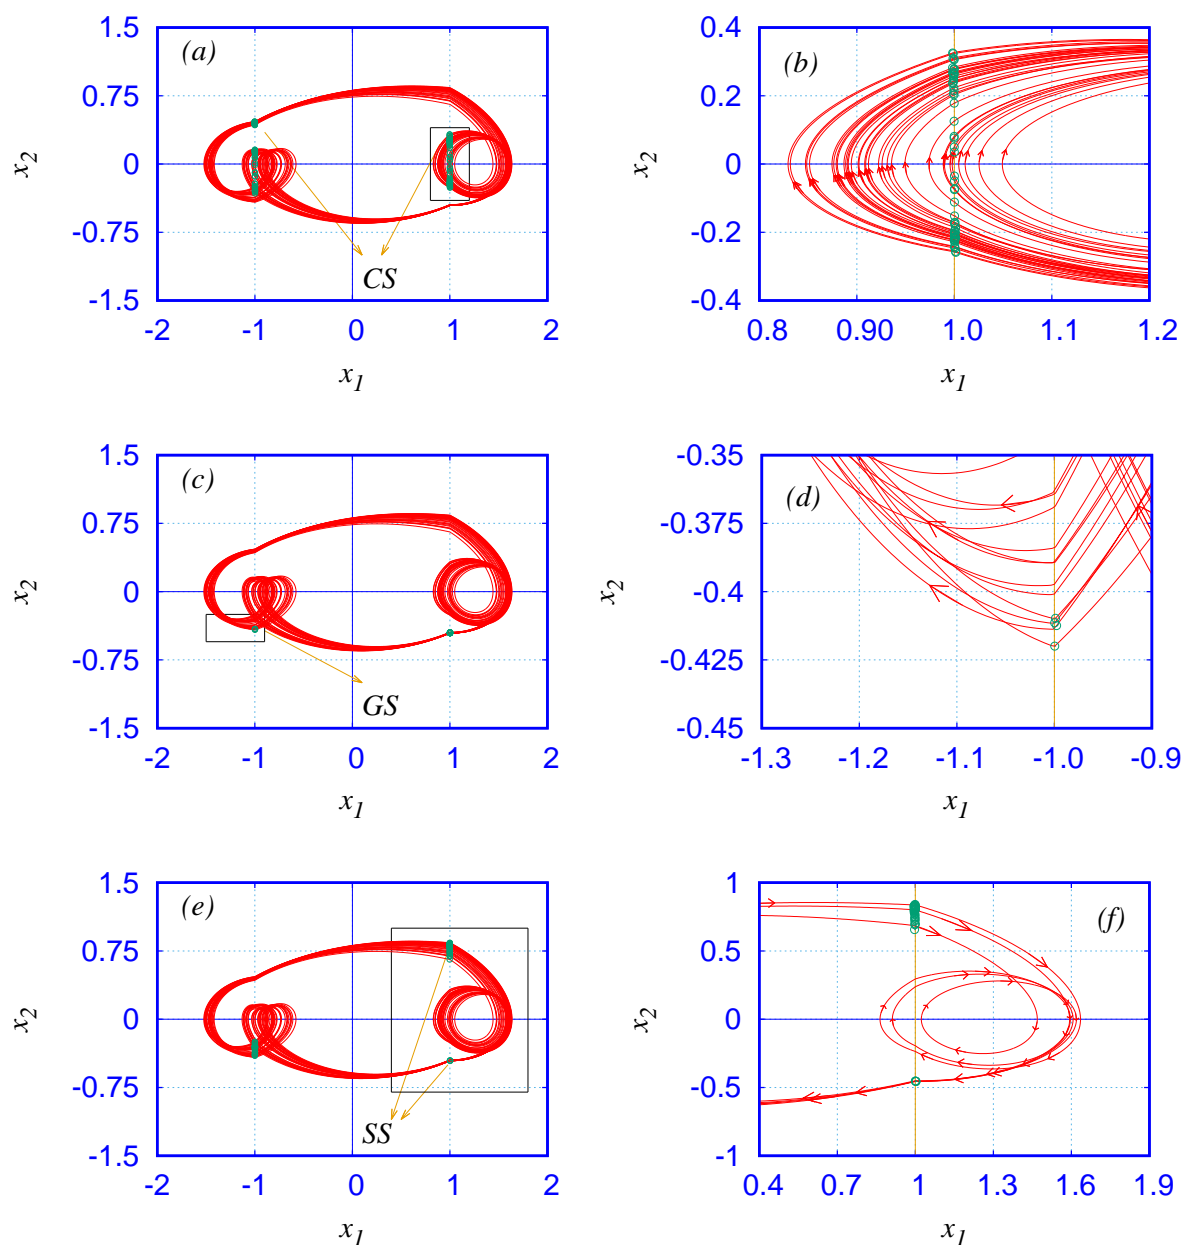 (a)
1.5
0.75
0
-0.75
-1.5
x2
CS
-2 -1 0 1 2
x1
(b)
0.4
0.2
0
-0.2
-0.4
x2
0.8 0.90 1.0 1.1 1.2
x1
(c)
1.5
0.75
0
-0.75
-1.5
x2
GS
-2 -1 0 1 2
x1
(d)
-0.35
-0.375
-0.4
-0.425
-0.45
x2
-1.3 -1.2 -1.1 -1.0 -0.9
x1
(e)
1.5
0.75
0
-0.75
-1.5
x2
SS
-2 -1 0 1 2
x1
(f)
1
0.5
0
-0.5
-1
x2
0.4 0.7 1 1.3 1.6 1.9
x1